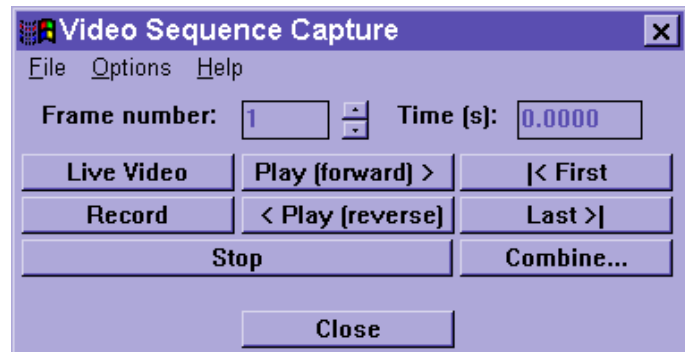 Video Sequence Capture
File Options Help
Frame number: 1 Time (s): 0.0000
Live Video Play (forward) > |< First
Record < Play (reverse) Last >|
Stop Combine...
Close